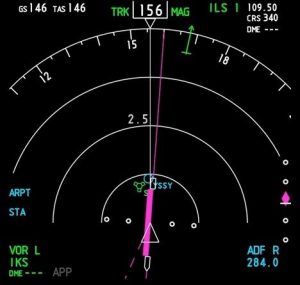 GS146 TAS146
TRK 156 MAG
ILS 1 109.50
CRS 340
DME ---
12
15
18
2.5
YSSY
ARPT
STA
VOR L
IKS
DME---
APP
ADF R
284.0